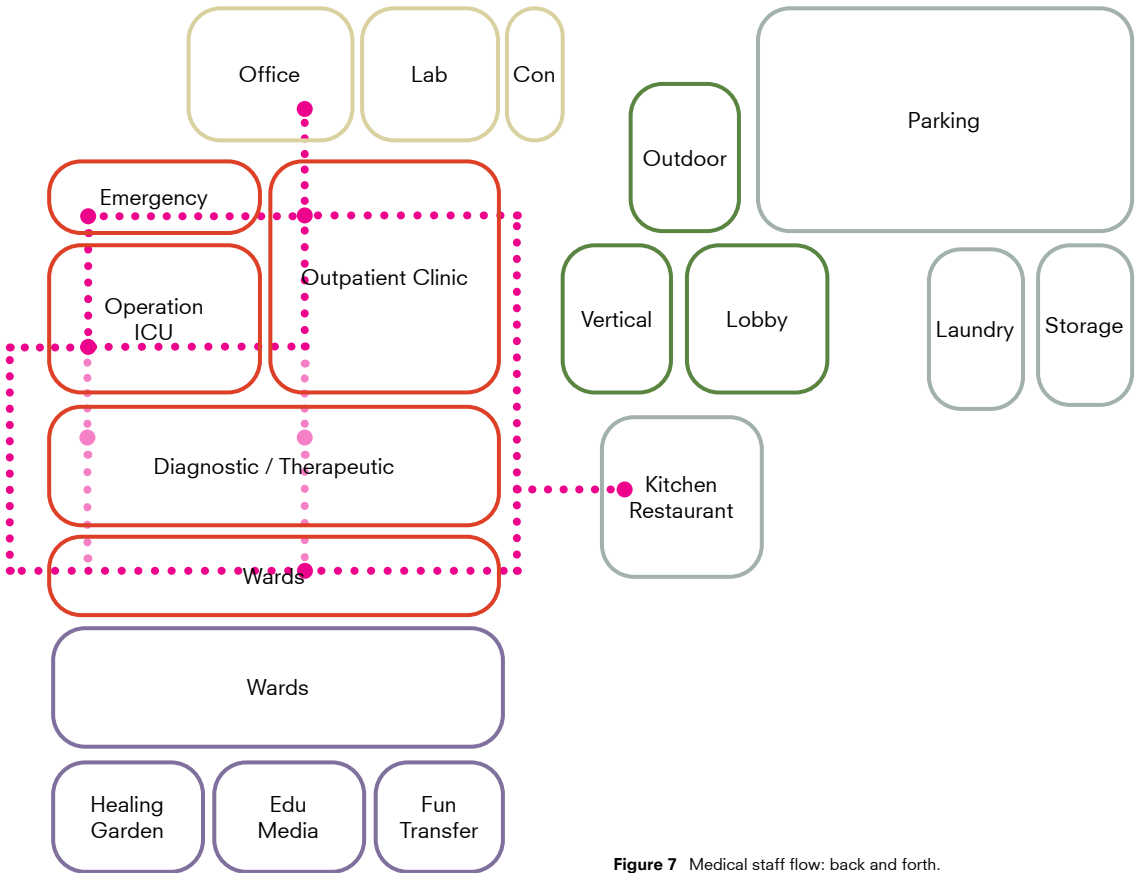 Office
Lab
Con
Parking
Outdoor
Emergency
Outpatient Clinic
Operation
ICU
Vertical
Lobby
Laundry
Storage
Diagnostic / Therapeutic
Kitchen
Restaurant
Wards
Wards
Healing
Garden
Edu
Media
Fun
Transfer
Figure 7 Medical staff flow: back and forth.